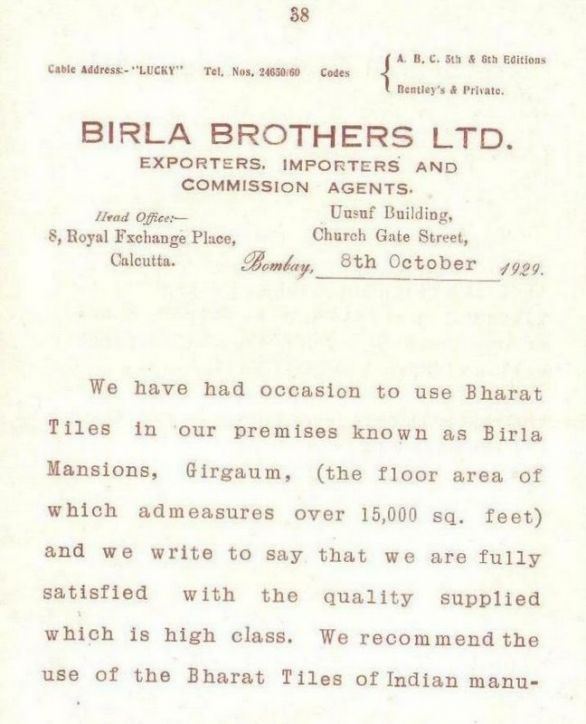 38
Cable Address:- "LUCKY" Tel. Nos. 24650/60 Codes { A. B. C. 5th & 6th Editions
Bentley's & Private.
BIRLA BROTHERS LTD.
EXPORTERS, IMPORTERS AND
COMMISSION AGENTS.
Head Office:— Uusuf Building,
8, Royal Fxchange Place, Church Gate Street,
Calcutta. Bombay, 8th October 1929.
We have had occasion to use Bharat
Tiles in our premises known as Birla
Mansions, Girgaum, (the floor area of
which admeasures over 15,000 sq. feet)
and we write to say that we are fully
satisfied with the quality supplied
which is high class. We recommend the
use of the Bharat Tiles of Indian manu-